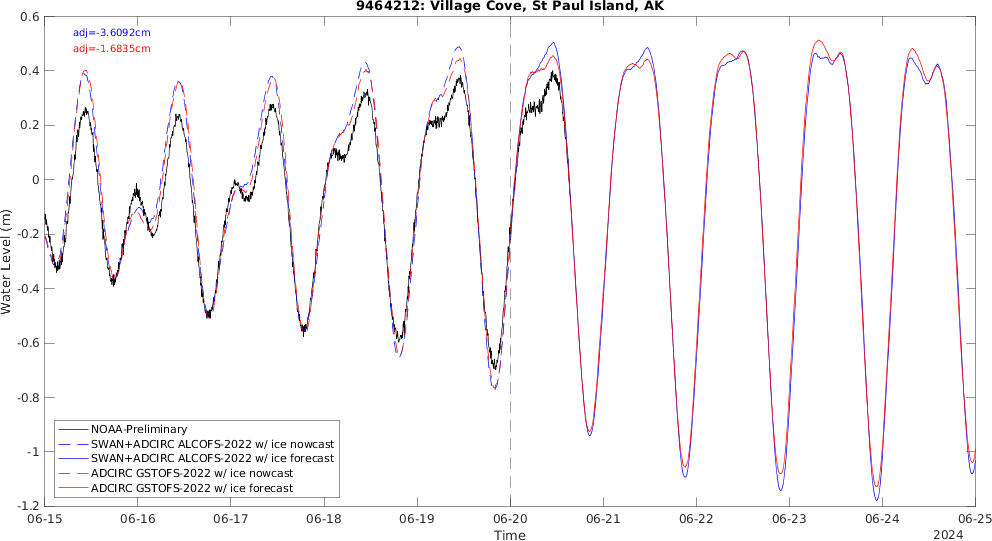 9464212: Village Cove, St Paul Island, AK
adj=-3.6092cm
adj=-1.6835cm
0.6
0.4
0.2
0
-0.2
-0.4
-0.6
-0.8
-1
-1.2
Water Level (m)
NOAA-Preliminary
SWAN+ADCIRC ALCOFS-2022 w/ ice nowcast
SWAN+ADCIRC ALCOFS-2022 w/ ice forecast
ADCIRC GSTOFS-2022 w/ ice nowcast
ADCIRC GSTOFS-2022 w/ ice forecast
06-15 06-16 06-17 06-18 06-19 06-20 06-21 06-22 06-23 06-24 06-25
Time
2024